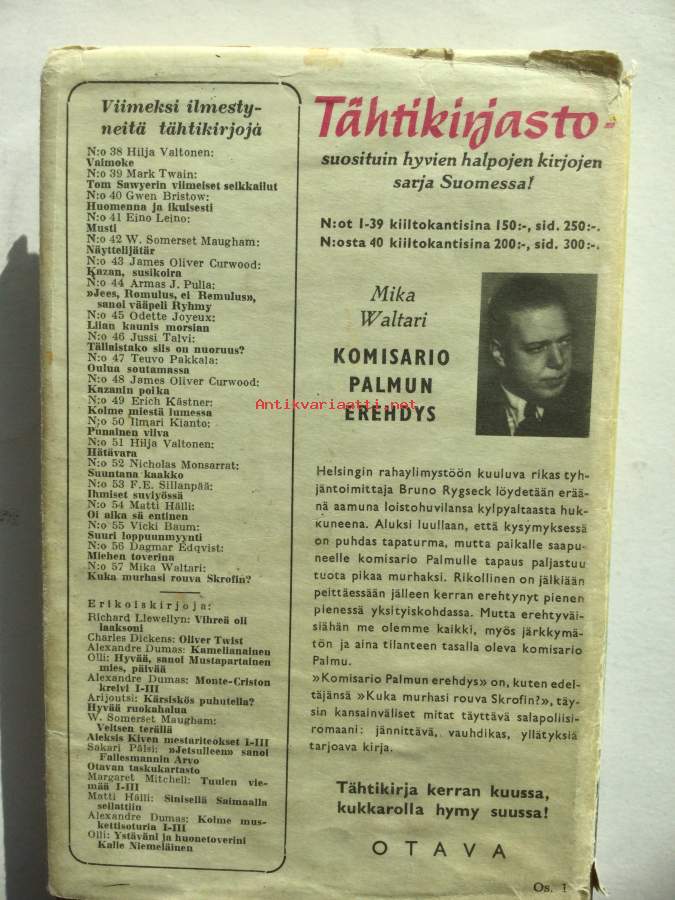 Viimeksi ilmesty-
neitä tähtikirjoja
N:o 38 Hilja Valtonen:
Vaimoke
N:o 39 Mark Twain:
Tom Sawyerin viimeiset seikkailut
N:o 40 Gwen Bristow:
Huomenna ja ikuisesti
N:o 41 Eino Leino:
Musti
N:o 42 W. Somerset Maugham:
Näyttelijätär
N:o 43 James Oliver Curwood:
Kazan, susikoira
N:o 44 Armas J. Pulla:
»Jees, Romulus, ei Remulus»,
sanoi vääpeli Ryhmy
N:o 45 Odette Joyeux:
Liian kaunis morsian
N:o 46 Jussi Talvi:
Tällaistako siis on nuoruus?
N:o 47 Teuvo Pakkala:
Oulua soutamassa
N:o 48 James Oliver Curwood:
Kazanin poika
N:o 49 Erich Kästner:
Kolme miestä lumessa
N:o 50 Ilmari Kianto:
Punainen viiva
N:o 51 Hilja Valtonen:
Hätävara
N:o 52 Nicholas Monsarrat:
Suuntana kaakko
N:o 53 F.E. Sillanpää:
Ihmiset suviyössä
N:o 54 Matti Hälli:
Oi aika sä entinen
N:o 55 Vicki Baum:
Suuri loppuunmyynti
N:o 56 Dagmar Edqvist:
Miehen toverina
N:o 57 Mika Waltari:
Kuka murhasi rouva Skrofin?
Erikoiskirjoja:
Richard Llewellyn: Vihreä oli
laaksoni
Charles Dickens: Oliver Twist
Alexandre Dumas: Kamelianainen
Olli: Hyvää, sanoi Mustapartainen
mies, päivää
Alexandre Dumas: Monte-Criston
kreivi I-III
Arijoutsi: Kärsiskös puhutella?
Hyvää ruokahalua
W. Somerset Maugham:
Veitsen terällä
Aleksis Kiven mestariteokset I-III
Sakari Pälsi: »Jetsulleen» sanoi
Fallesmannin Arvo
Otavan taskukartasto
Margaret Mitchell: Tuulen vie-
mää I-III
Matti Hälli: Sinisellä Saimaalla
seilattiin
Alexandre Dumas: Kolme mus-
kettisoturia I-III
Olli: Ystäväni ja huonetoverini
Kalle Niemeläinen
Tähtikirjasto-
suosituin hyvien halpojen kirjojen
sarja Suomessa!
N:ot 1-39 kiiltokantisina 150:-, sid. 250:-.
N:osta 40 kiiltokantisina 200:-, sid. 300:-.
Mika
Waltari
KOMISARIO
PALMUN
EREHDYS
Antikvariaatti.net
Helsingin rahaylimystöön kuuluva rikas tyh-
jäntoimittaja Bruno Rygseck löydetään erää-
nä aamuna loistohuvilansa kylpyaltaasta huk-
kuneena. Aluksi luullaan, että kysymyksessä
on puhdas tapaturma, mutta paikalle saapu-
neelle komisario Palmulle tapaus paljastuu
tuota pikaa murhaksi. Rikollinen on jälkiään
peittäessään jälleen kerran erehtynyt pienen
pienessä yksityiskohdassa. Mutta erehtyväi-
siähän me olemme kaikki, myös järkkymä-
tön ja aina tilanteen tasalla oleva komisario
Palmu.
»Komisario Palmun erehdys» on, kuten edel-
täjänsä »Kuka murhasi rouva Skrofin?», täy-
sin kansainväliset mitat täyttävä salapoliisi-
romaani: jännittävä, vauhdikas, yllätyksiä
tarjoava kirja.
Tähtikirja kerran kuussa,
kukkarolla hymy suussa!
OTAVA
Os. 1